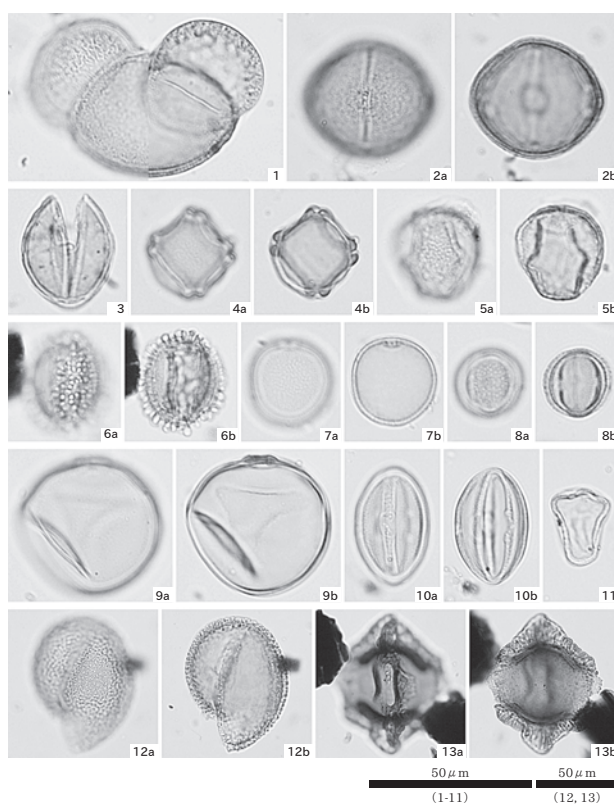 1 2a 2b
3 4a 4b 5a 5b
6a 6b 7a 7b 8a 8b
9a 9b 10a 10b 11
12a 12b 13a 13b
50μm 50μm
(1-11) (12, 13)